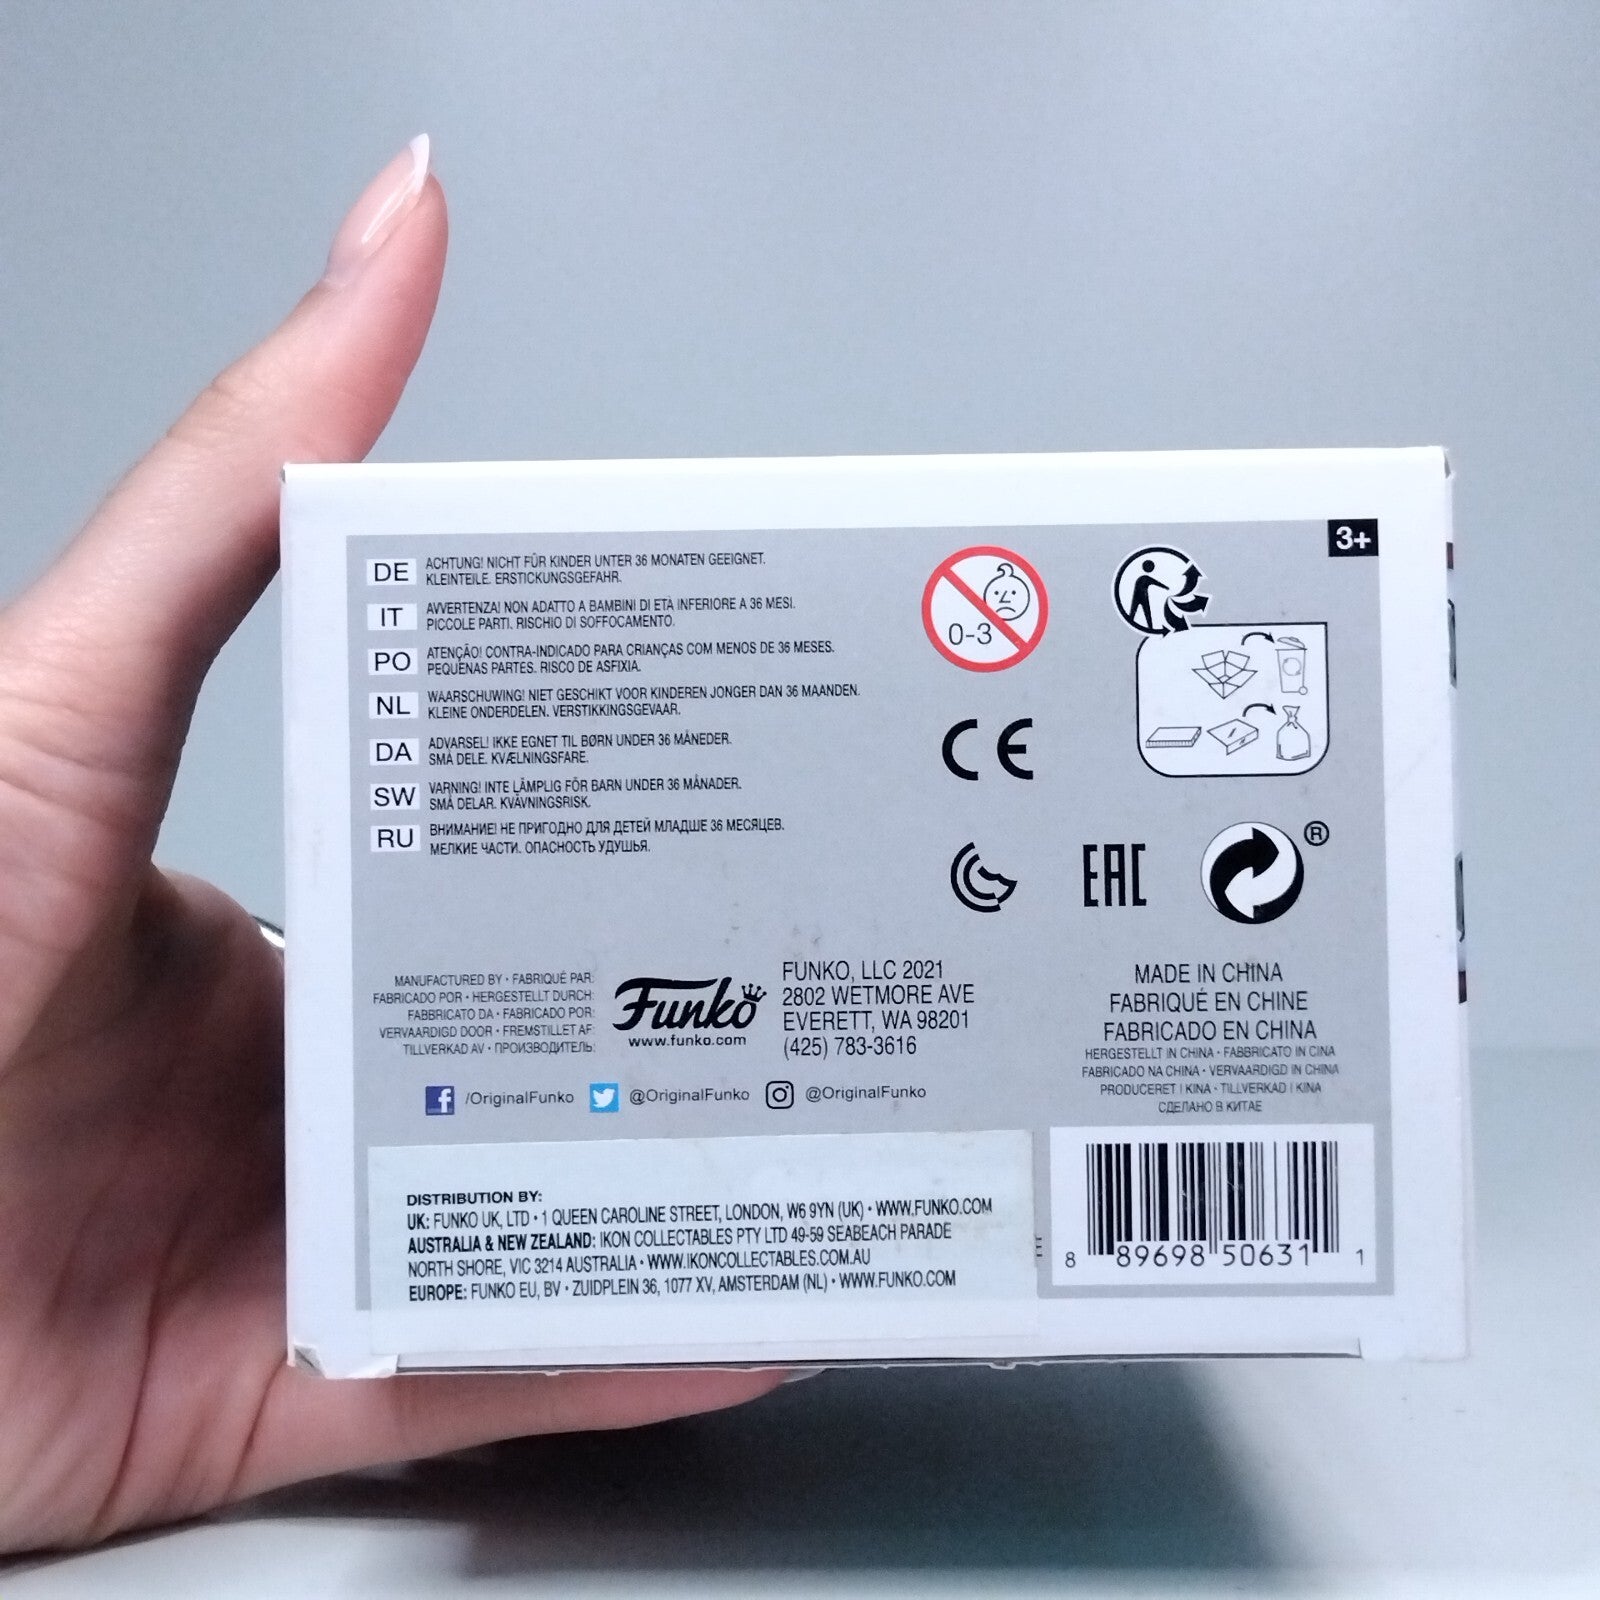 3+
DE
ACHTUNG! NICHT FÜR KINDER UNTER 36 MONATEN GEEIGNET.
KLEINTEILE. ERSTICKUNGSGEFAHR.
IT
AVVERTENZA! NON ADATTO A BAMBINI DI ETÀ INFERIORE A 36 MESI.
PICCOLE PARTI. RISCHIO DI SOFFOCAMENTO.
PO
ATENÇÃO! CONTRA-INDICADO PARA CRIANÇAS COM MENOS DE 36 MESES.
PEQUENAS PARTES. RISCO DE ASFIXIA.
NL
WAARSCHUWING! NIET GESCHIKT VOOR KINDEREN JONGER DAN 36 MAANDEN.
KLEINE ONDERDELEN. VERSTIKKINGSGEVAAR.
DA
ADVARSEL! IKKE EGNET TIL BØRN UNDER 36 MÅNEDER.
SMÅ DELE. KVÆLNINGSFARE.
SW
VARNING! INTE LÄMPLIG FÖR BARN UNDER 36 MÅNADER.
SMÅ DELAR. KVÄVNINGSRISK.
RU
ВНИМАНИЕ! НЕ ПРИГОДНО ДЛЯ ДЕТЕЙ МЛАДШЕ 36 МЕСЯЦЕВ.
МЕЛКИЕ ЧАСТИ. ОПАСНОСТЬ УДУШЬЯ.
0-3
CE
EAC
®
MANUFACTURED BY • FABRIQUÉ PAR:
FABRICADO POR • HERGESTELLT DURCH:
FABBRICATO DA • FABRICADO POR:
VERVAARDIGD DOOR • FREMSTILLET AF:
TILLVERKAD AV • ПРОИЗВОДИТЕЛЬ:
Funko
www.funko.com
FUNKO, LLC 2021
2802 WETMORE AVE
EVERETT, WA 98201
(425) 783-3616
/OriginalFunko
@OriginalFunko
@OriginalFunko
MADE IN CHINA
FABRIQUÉ EN CHINE
FABRICADO EN CHINA
HERGESTELLT IN CHINA • FABBRICATO IN CINA
FABRICADO NA CHINA • VERVAARDIGD IN CHINA
PRODUCERET I KINA • TILLVERKAD I KINA
СДЕЛАНО В КИТАЕ
DISTRIBUTION BY:
UK: FUNKO UK, LTD • 1 QUEEN CAROLINE STREET, LONDON, W6 9YN (UK) • WWW.FUNKO.COM
AUSTRALIA & NEW ZEALAND: IKON COLLECTABLES PTY LTD 49-59 SEABEACH PARADE
NORTH SHORE, VIC 3214 AUSTRALIA • WWW.IKONCOLLECTABLES.COM.AU
EUROPE: FUNKO EU, BV • ZUIDPLEIN 36, 1077 XV, AMSTERDAM (NL) • WWW.FUNKO.COM
8 89698 50631 1